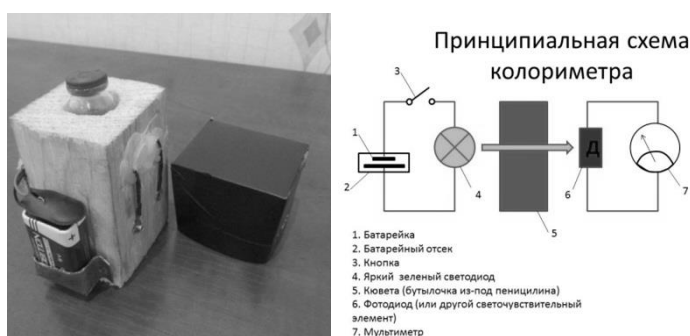 Принципиальная схема
колориметра
3
1
2
4
Д
6
7
5
1. Батарейка
2. Батарейный отсек
3. Кнопка
4. Яркий зеленый светодиод
5. Кювета (бутылочка из-под пеницилина)
6. Фотодиод (или другой светочувствительный
элемент)
7. Мультиметр